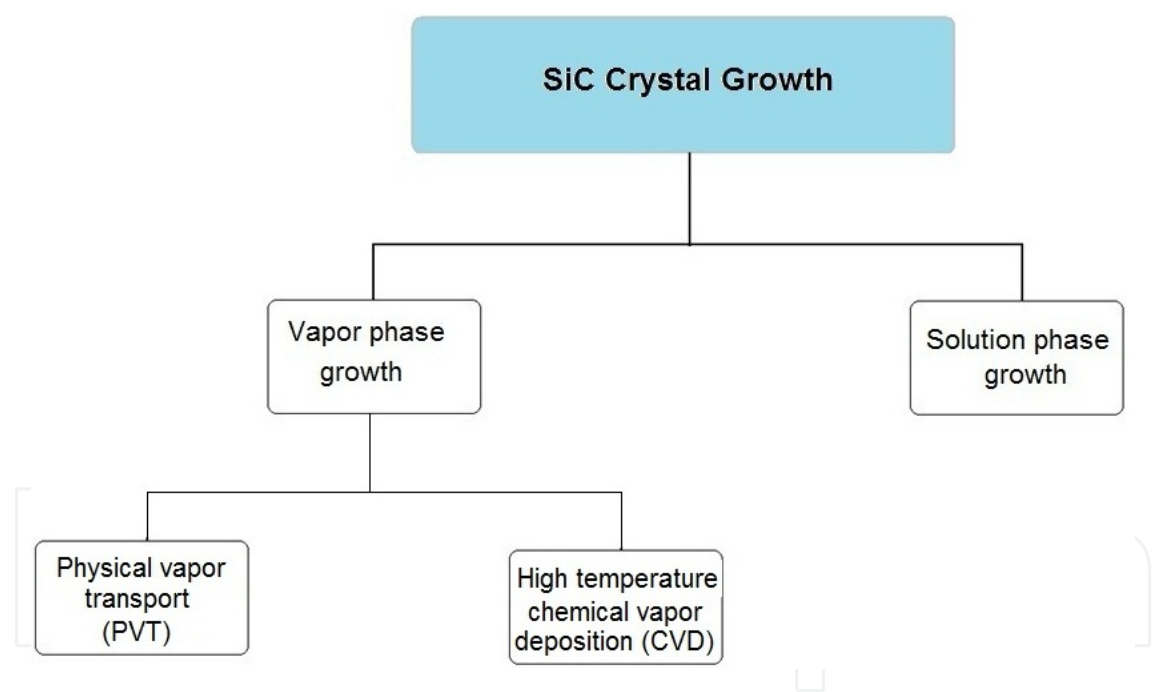 SiC Crystal Growth
Vapor phase
growth
Solution phase
growth
Physical vapor
transport
(PVT)
High temperature
chemical vapor
deposition (CVD)